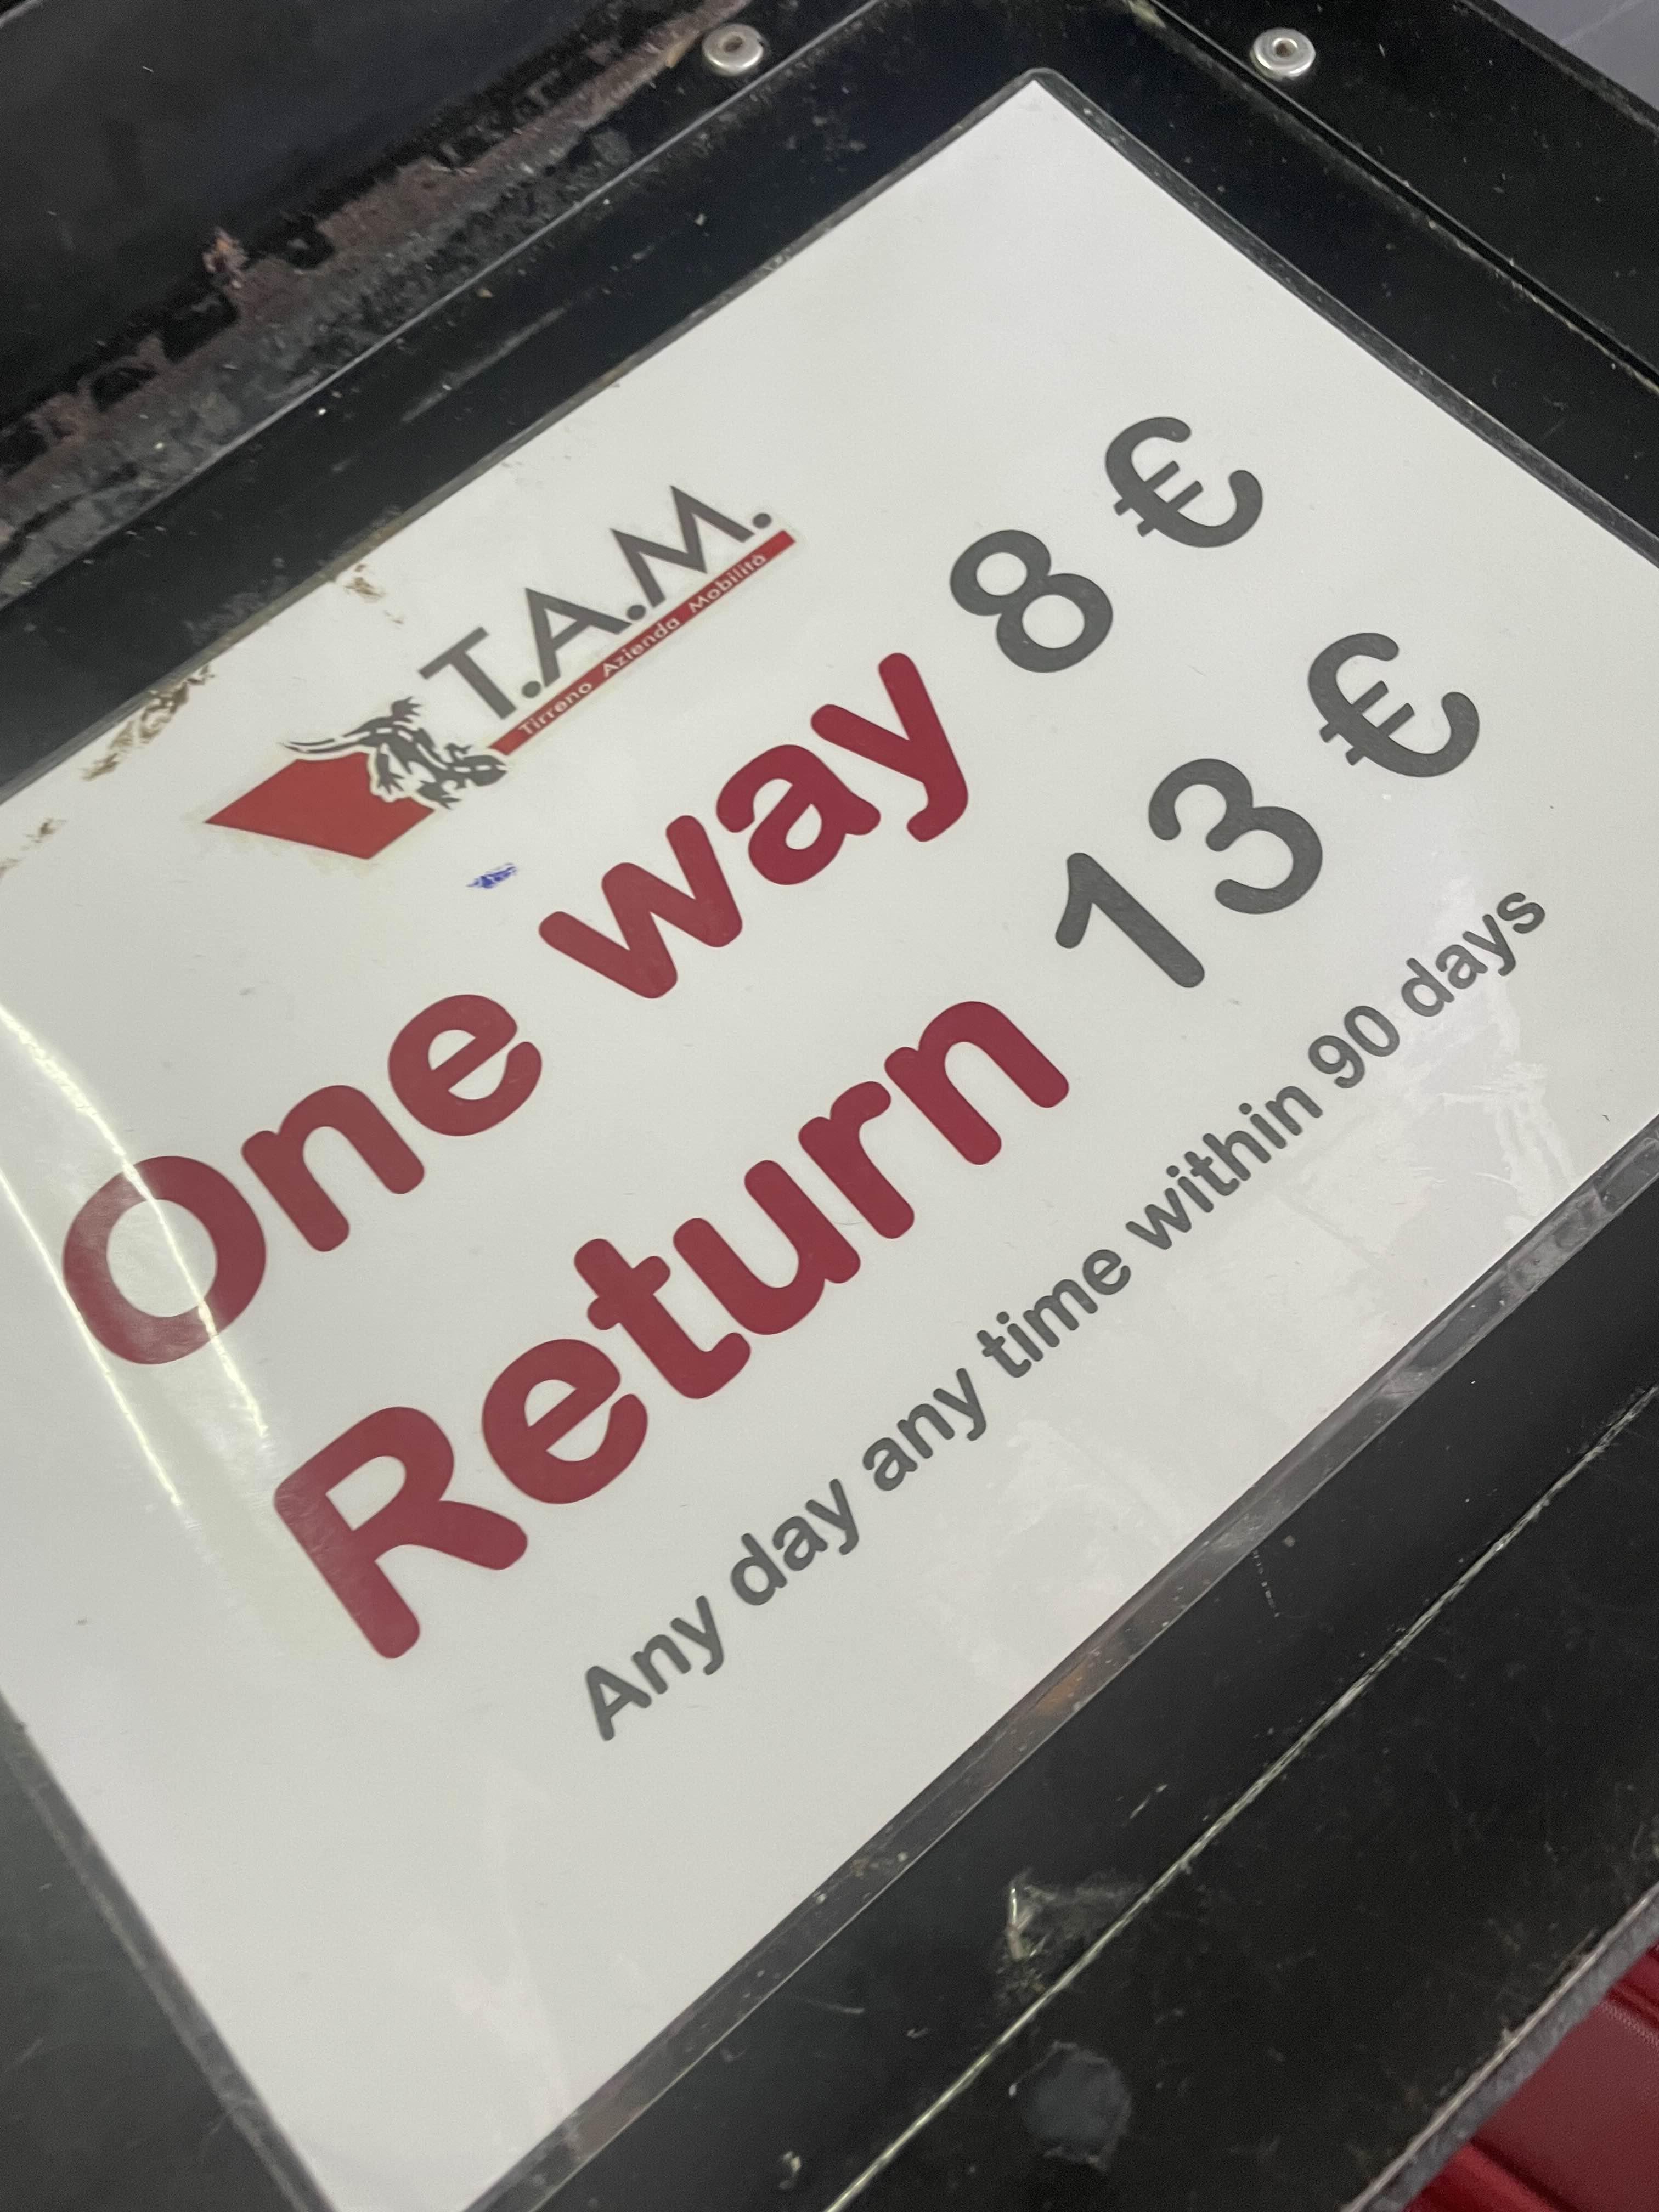 T.A.M.
Tirreno Azienda Mobilità
One way 8 €
Return 13 €
Any day any time within 90 days